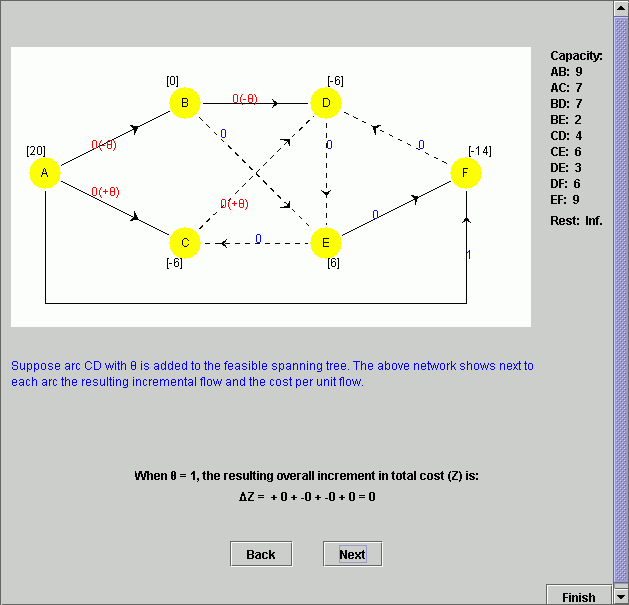 [0]
[-6]
Capacity:
AB: 9
AC: 7
BD: 7
BE: 2
CD: 4
CE: 6
DE: 3
DF: 6
EF: 9
Rest: Inf.
B
0(-θ)
D
0
0
0
[20]
0(-θ)
[-14]
A
F
0(+θ)
0(+θ)
0
C
0
E
[-6]
[6]
1
Suppose arc CD with θ is added to the feasible spanning tree. The above network shows next to
each arc the resulting incremental flow and the cost per unit flow.
When θ = 1, the resulting overall increment in total cost (Z) is:
ΔZ = + 0 + -0 + -0 + 0 = 0
Back
Next
Finish